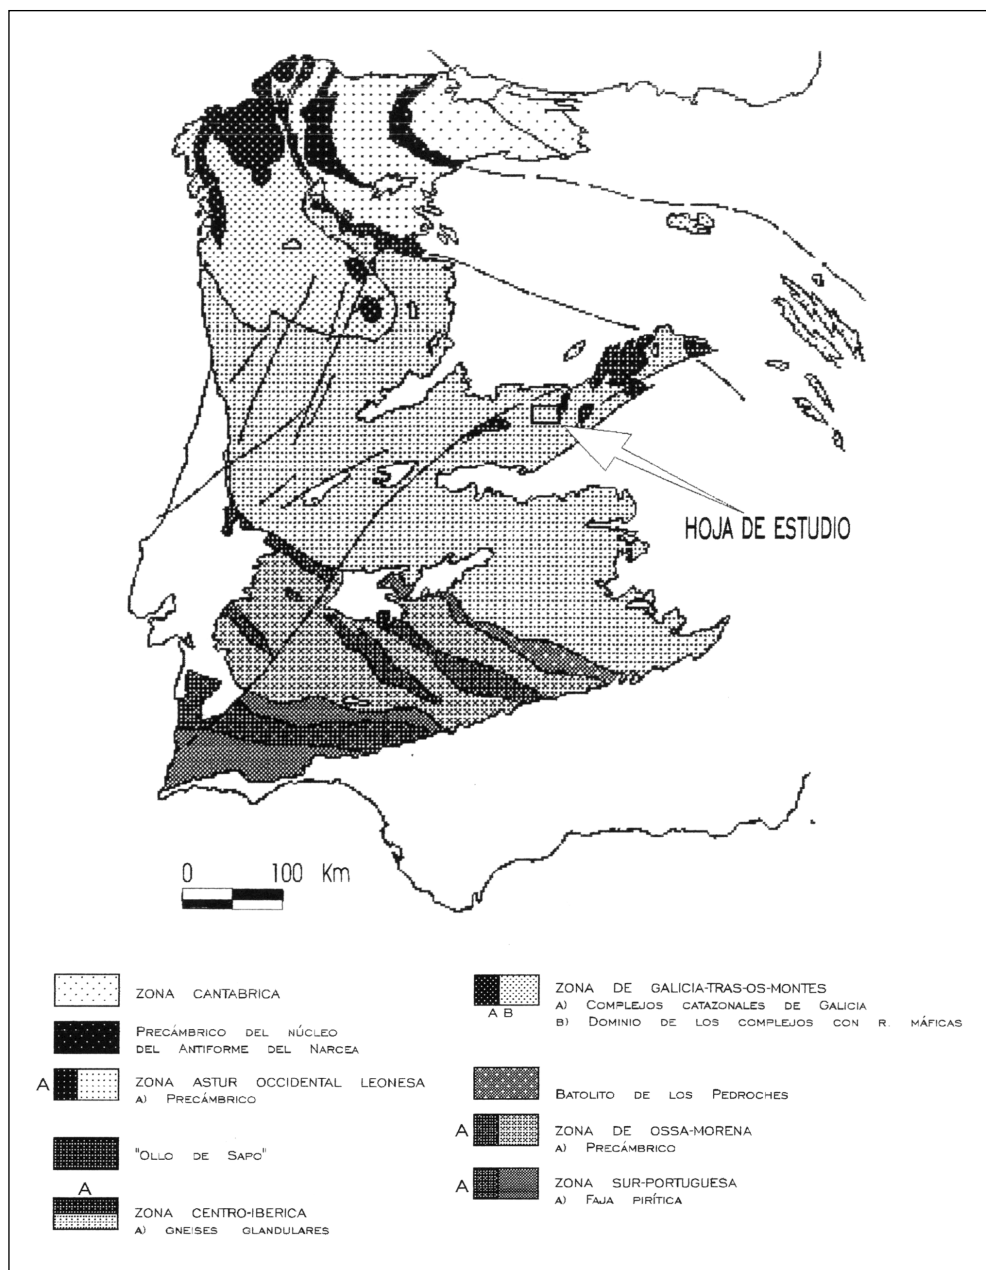 HOJA DE ESTUDIO
0 100 Km
ZONA CANTABRICA
PRECÁMBRICO DEL NÚCLEO
DEL ANTIFORME DEL NARCEA
A
ZONA ASTUR OCCIDENTAL LEONESA
A) PRECÁMBRICO
"OLLO DE SAPO"
A
ZONA CENTRO-IBERICA
A) GNEISES GLANDULARES
A B
ZONA DE GALICIA-TRAS-OS-MONTES
A) COMPLEJOS CATAZONALES DE GALICIA
B) DOMINIO DE LOS COMPLEJOS CON R. MÁFICAS
BATOLITO DE LOS PEDROCHES
A
ZONA DE OSSA-MORENA
A) PRECÁMBRICO
A
ZONA SUR-PORTUGUESA
A) FAJA PIRÍTICA